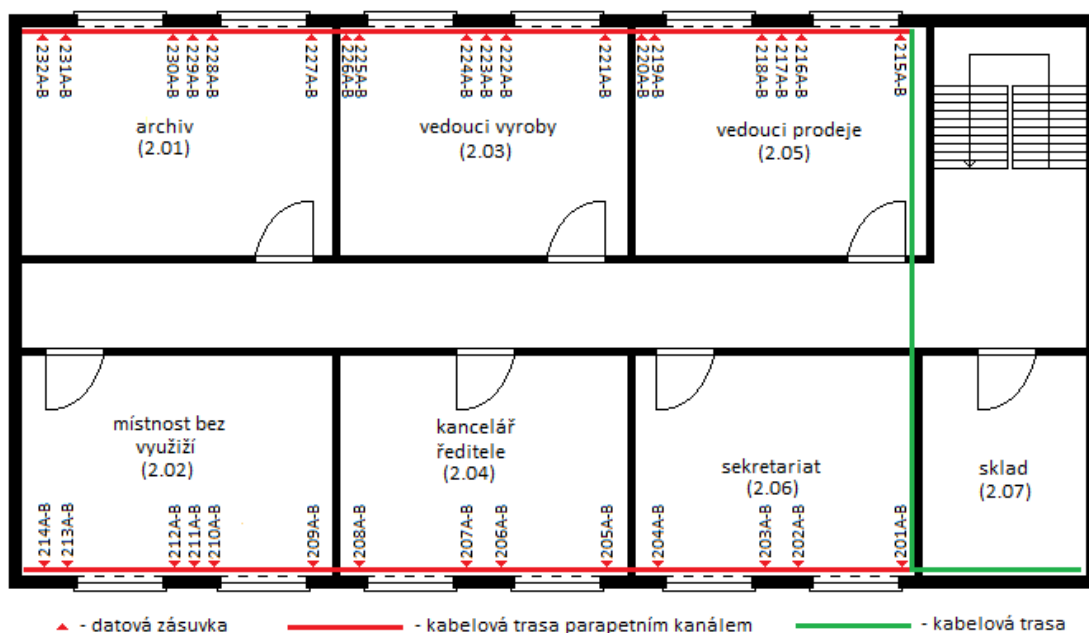 232A-B
231A-B
230A-B
229A-B
228A-B
227A-B
226A-B
225A-B
224A-B
223A-B
222A-B
221A-B
220A-B
219A-B
218A-B
217A-B
216A-B
215A-B
archiv
(2.01)
vedouci vyroby
(2.03)
vedouci prodeje
(2.05)
místnost bez
využiží
(2.02)
kancelář
ředitele
(2.04)
sekretariat
(2.06)
sklad
(2.07)
214A-B
213A-B
212A-B
211A-B
210A-B
209A-B
208A-B
207A-B
206A-B
205A-B
204A-B
203A-B
202A-B
201A-B
- datová zásuvka
- kabelová trasa parapetním kanálem
- kabelová trasa